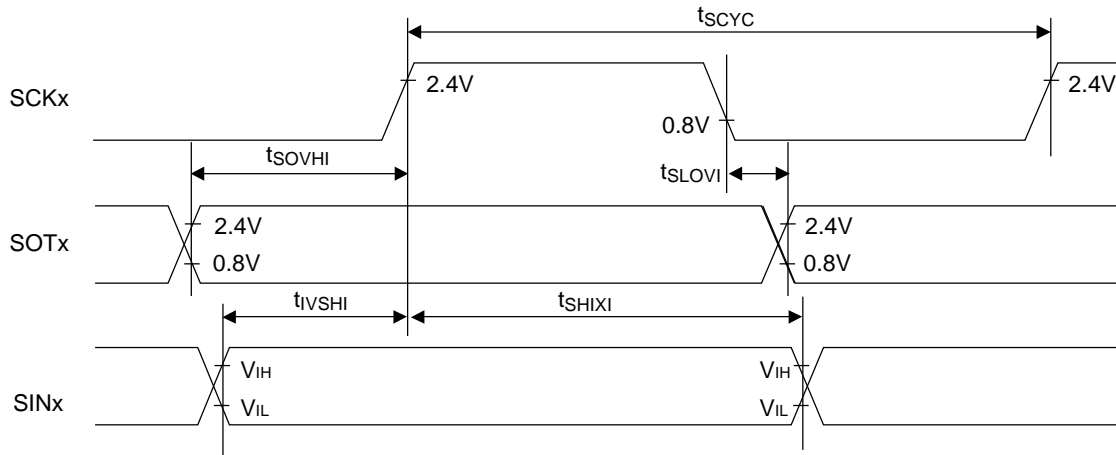 tSCYC
SCKx
2.4V
0.8V
2.4V
tSOVHI
tSLOVI
SOTx
2.4V
0.8V
2.4V
0.8V
tIVSHI
tSHIXI
SINx
VIH
VIL
VIH
VIL